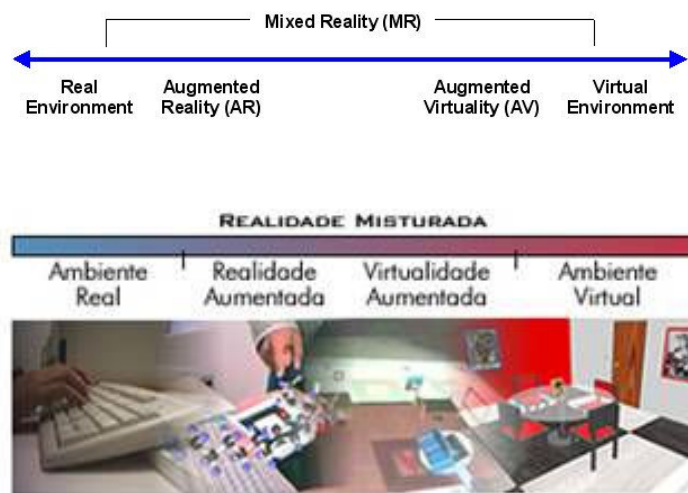 Mixed Reality (MR)
Real Environment
Augmented Reality (AR)
Augmented Virtuality (AV)
Virtual Environment
REALIDADE MISTURADA
Ambiente Real
Realidade Aumentada
Virtualidade Aumentada
Ambiente Virtual